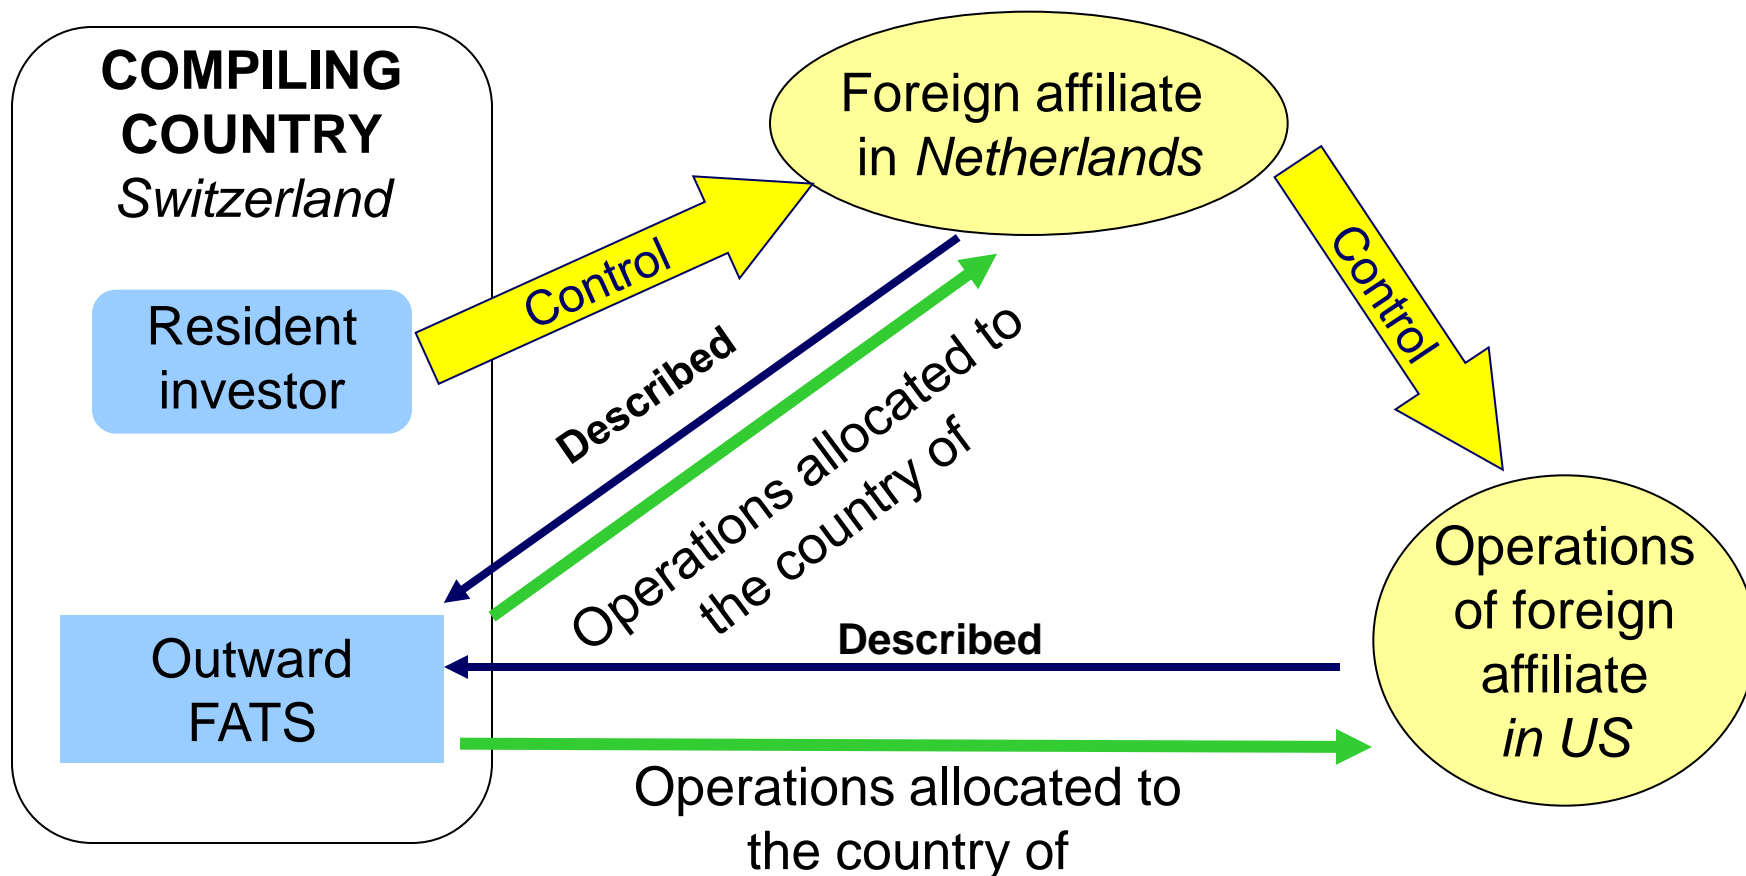 COMPILING
COUNTRY
Switzerland
Resident
investor
Outward
FATS
Control
Foreign affiliate
in Netherlands
Control
Described
Operations allocated to
the country of
Described
Operations allocated to
the country of
Operations
of foreign
affiliate
in US